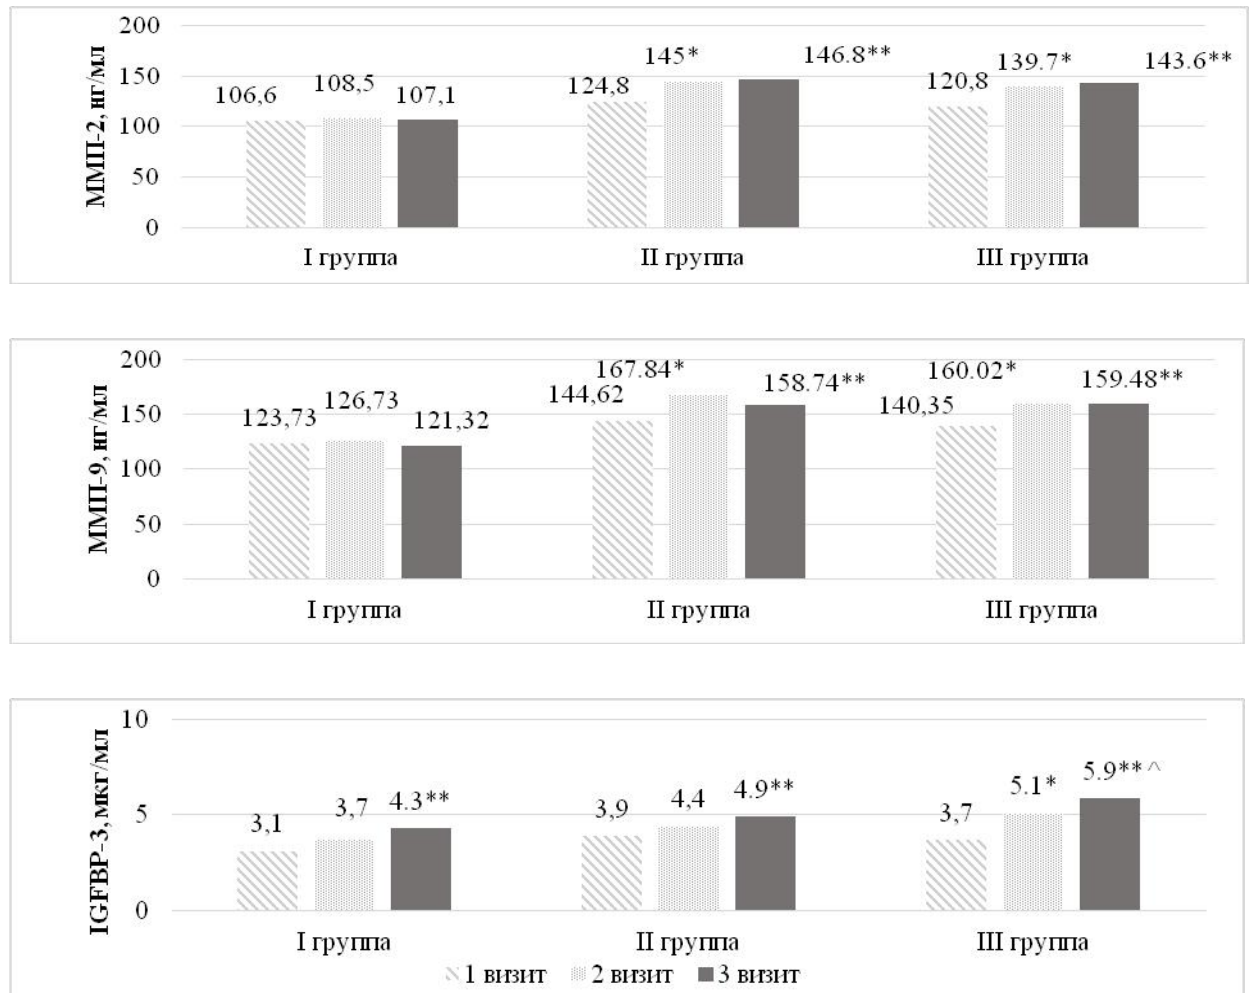 ММП-2, нг/мл
200
150
100
50
0
106,6 108,5 107,1
124,8 145* 146.8**
120,8 139.7* 143.6**
I группа II группа III группа
ММП-9, нг/мл
200
150
100
50
0
123,73 126,73 121,32
144,62 167.84* 158.74**
140,35 160.02* 159.48**
I группа II группа III группа
IGFBP-3, мкг/мл
10
5
0
3,1 3,7 4.3**
3,9 4,4 4.9**
3,7 5.1* 5.9**^
I группа II группа III группа
1 визит 2 визит 3 визит